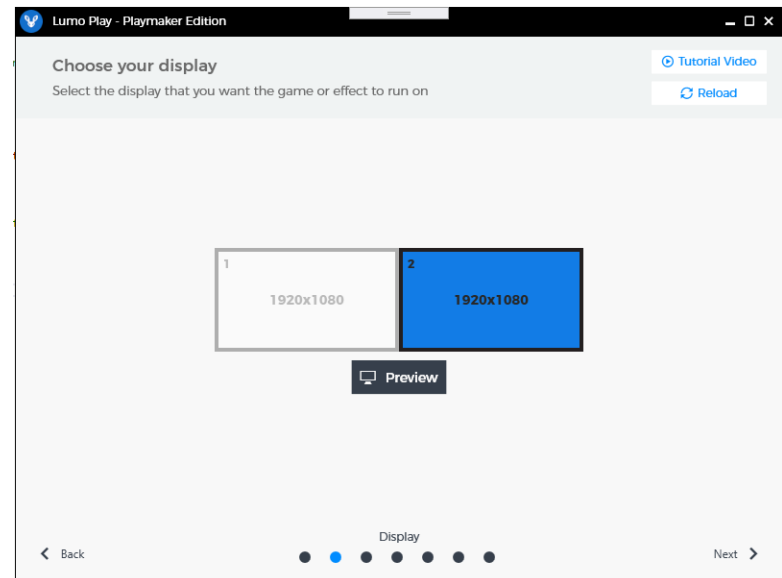 Lumo Play - Playmaker Edition
Choose your display
Select the display that you want the game or effect to run on
Tutorial Video
Reload
1
1920x1080
2
1920x1080
Preview
Display
Back
Next